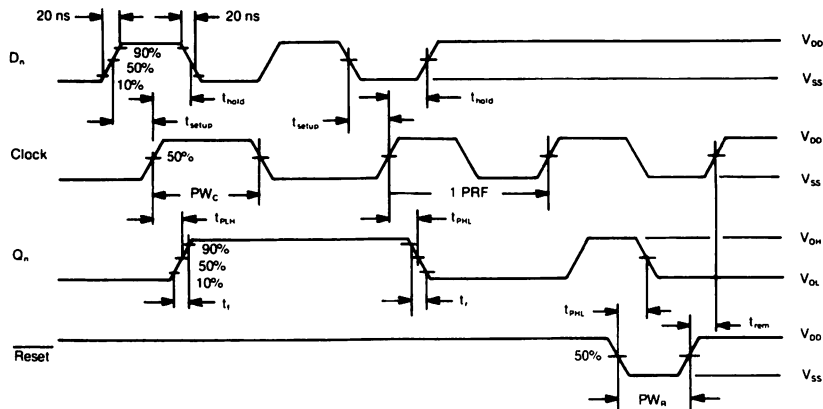 20 ns 20 ns
Dn 90% VDD
50%
10% thold thold VSS
tsetup tsetup
Clock 50% VDD
PWC 1 PRF VSS
tPLH tPHL
Qn 90% VOH
50%
10% VOL
tf tr tPHL trem
Reset 50% VDD
PWR VSS